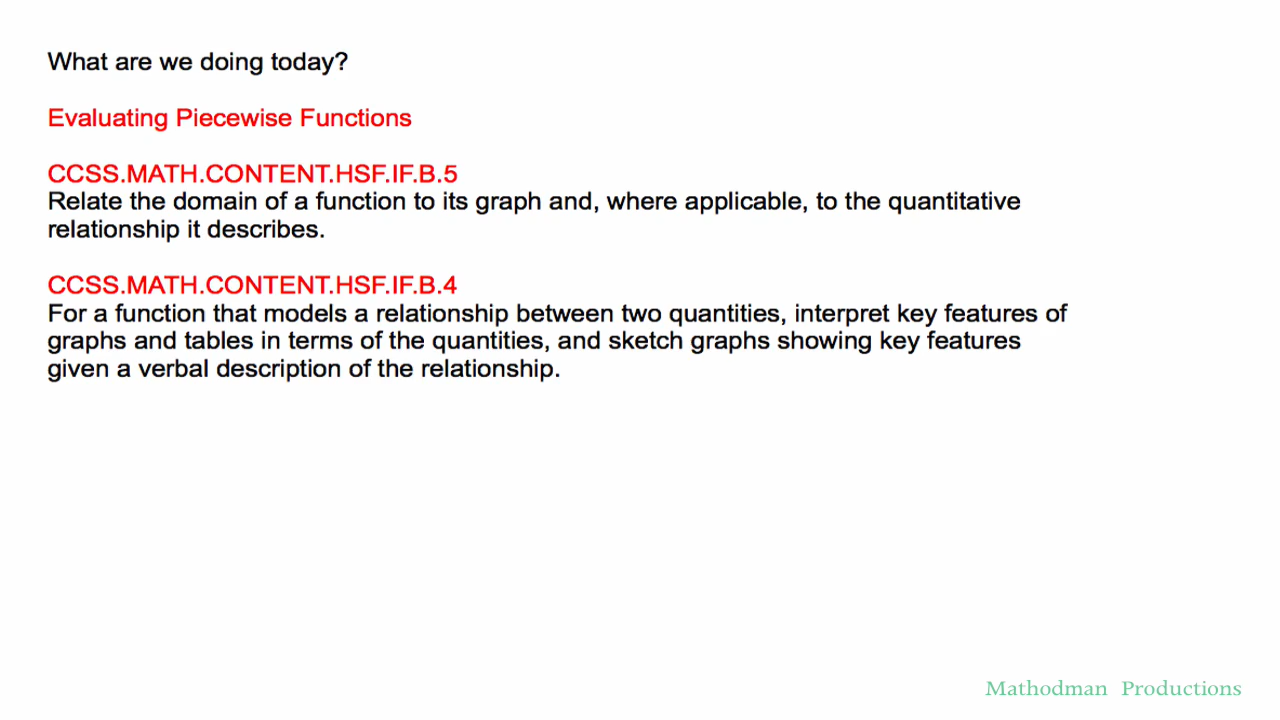 What are we doing today?
Evaluating Piecewise Functions
CCSS.MATH.CONTENT.HSF.IF.B.5
Relate the domain of a function to its graph and, where applicable, to the quantitative
relationship it describes.
CCSS.MATH.CONTENT.HSF.IF.B.4
For a function that models a relationship between two quantities, interpret key features of
graphs and tables in terms of the quantities, and sketch graphs showing key features
given a verbal description of the relationship.
Mathodman Productions